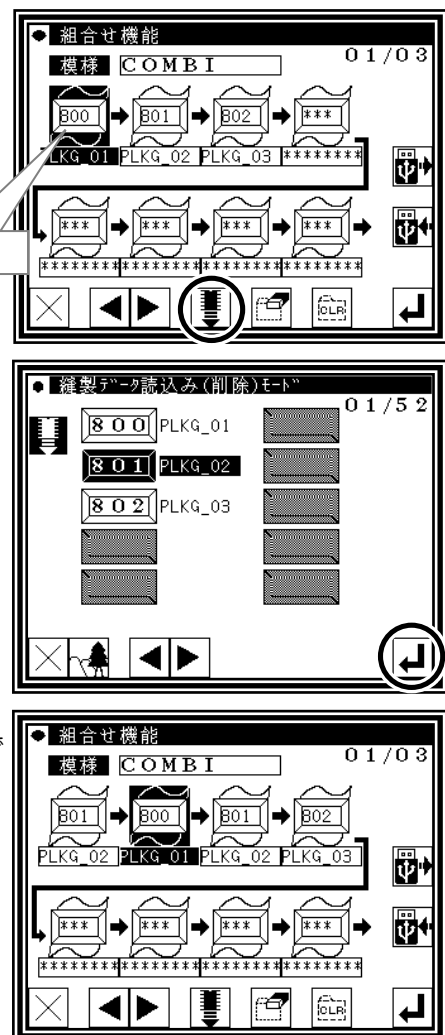 ● 組合せ機能
01/03
模様 COMBI
800 801 802 ***
PLKG_01 PLKG_02 PLKG_03 ********
*** *** *** ***
******** ******** ******** ********
CLR
● 縫製ﾃﾞｰﾀ読込み(削除)ﾓｰﾄﾞ
01/52
800 PLKG_01
801 PLKG_02
802 PLKG_03
● 組合せ機能
01/03
模様 COMBI
801 800 801 802
PLKG_02 PLKG_01 PLKG_02 PLKG_03
*** *** *** ***
******** ******** ******** ********
CLR